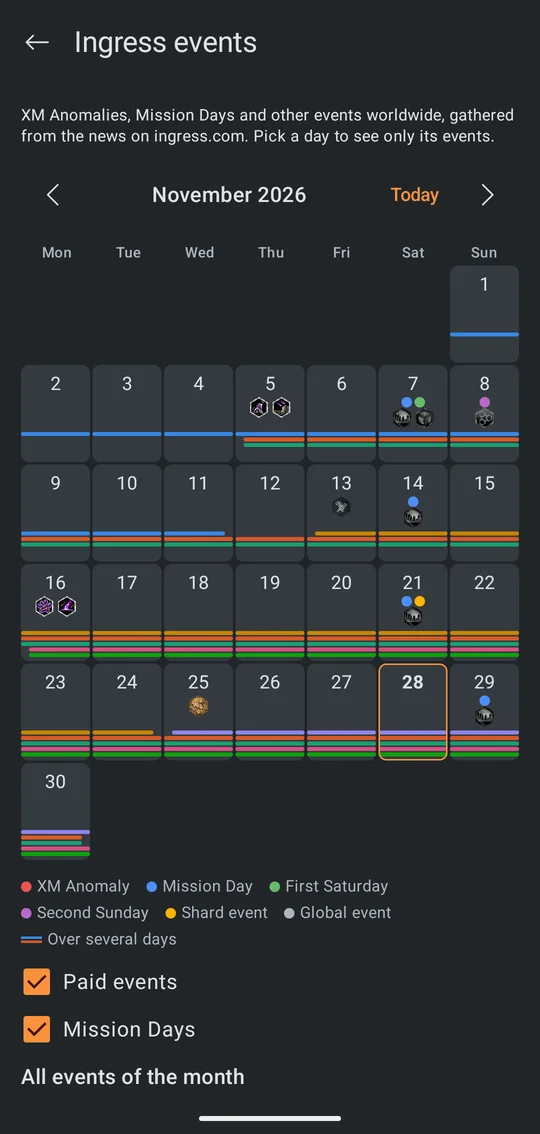 Ingress events
XM Anomalies, Mission Days and other events worldwide, gathered
from the news on ingress.com. Pick a day to see only its events.
November 2026 Today
Mon Tue Wed Thu Fri Sat Sun
1
2 3 4 5 6 7 8
9 10 11 12 13 14 15
16 17 18 19 20 21 22
23 24 25 26 27 28 29
30
XM Anomaly Mission Day First Saturday
Second Sunday Shard event Global event
Over several days
Paid events
Mission Days
All events of the month